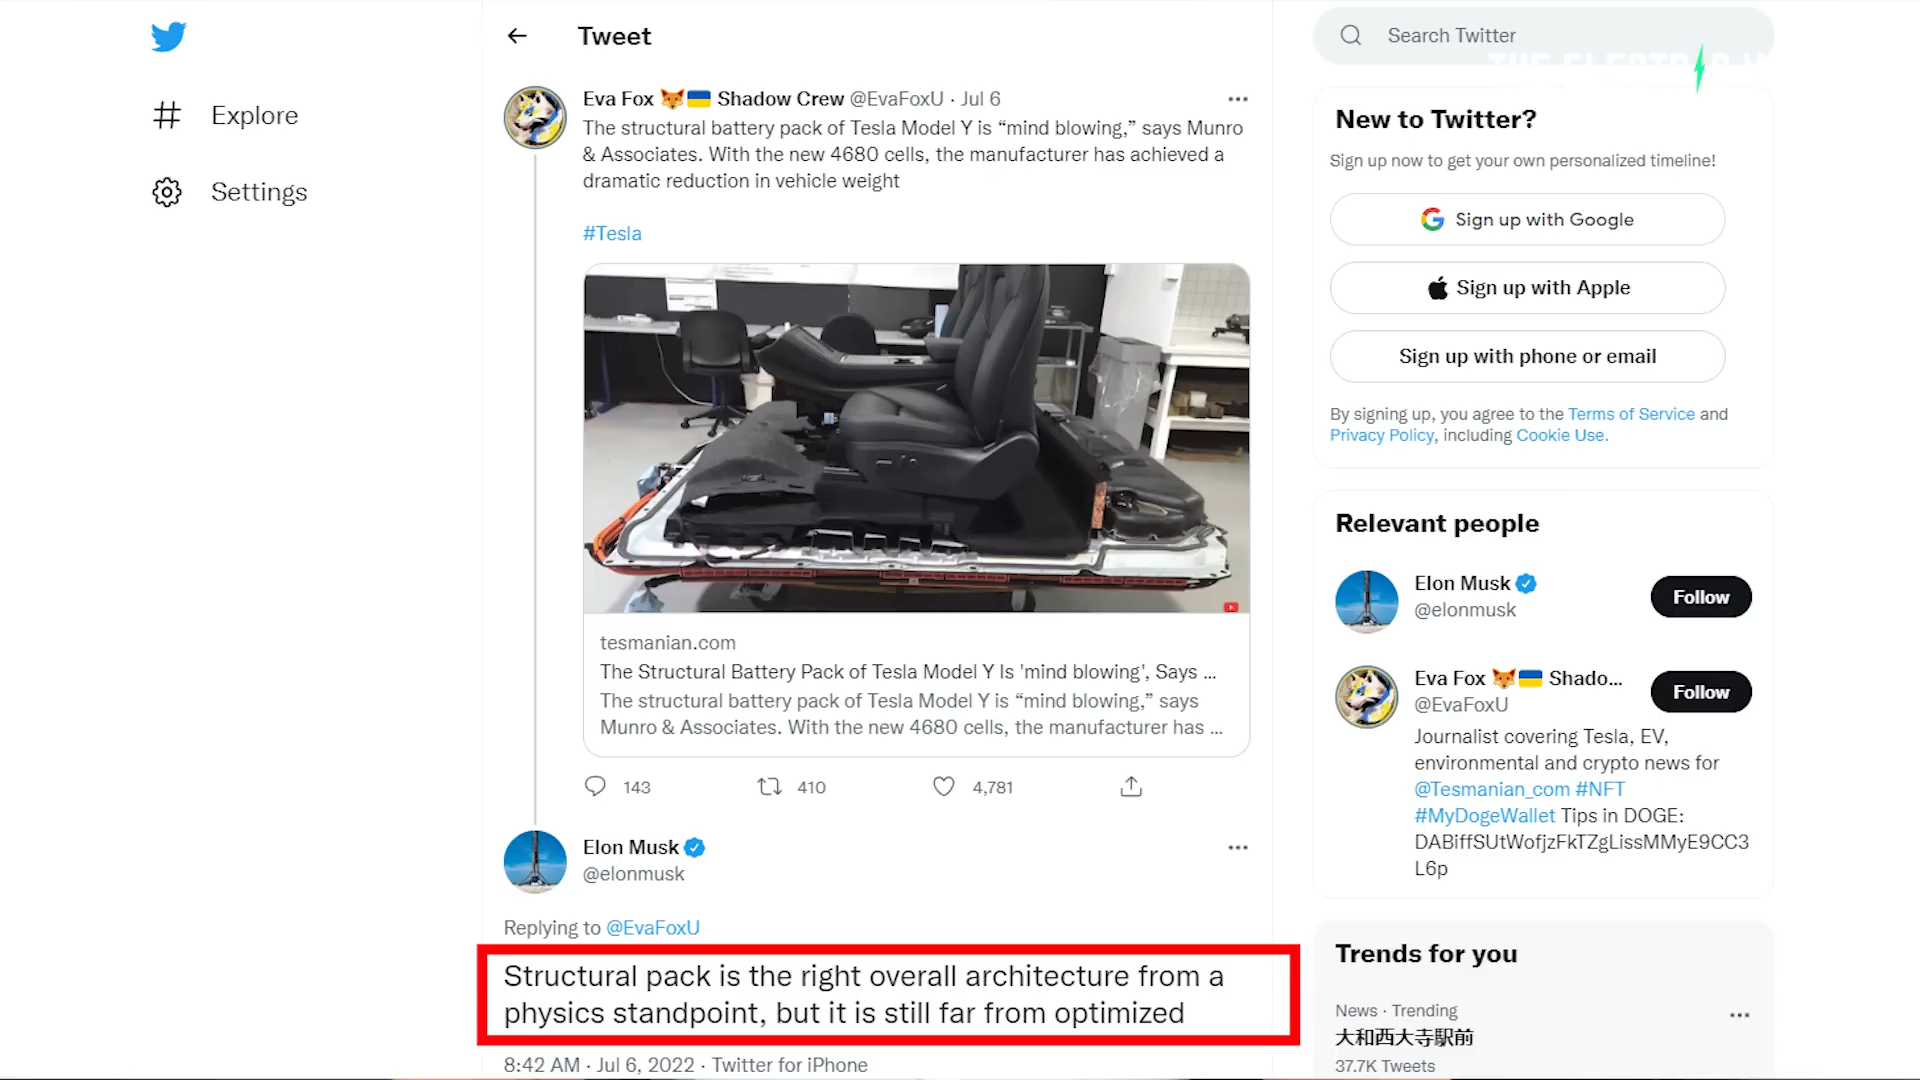 Explore
Settings
Tweet
Eva Fox 🦊🇺🇦 Shadow Crew @EvaFoxU · Jul 6
The structural battery pack of Tesla Model Y is “mind blowing,” says Munro
& Associates. With the new 4680 cells, the manufacturer has achieved a
dramatic reduction in vehicle weight
#Tesla
tesmanian.com
The Structural Battery Pack of Tesla Model Y Is 'mind blowing', Says ...
The structural battery pack of Tesla Model Y is “mind blowing,” says
Munro & Associates. With the new 4680 cells, the manufacturer has ...
143 410 4,781
Elon Musk
@elonmusk
Replying to @EvaFoxU
Structural pack is the right overall architecture from a
physics standpoint, but it is still far from optimized
8:42 AM · Jul 6, 2022 · Twitter for iPhone
Search Twitter
New to Twitter?
Sign up now to get your own personalized timeline!
Sign up with Google
Sign up with Apple
Sign up with phone or email
By signing up, you agree to the Terms of Service and
Privacy Policy, including Cookie Use.
Relevant people
Elon Musk
@elonmusk
Follow
Eva Fox 🦊🇺🇦 Shado...
@EvaFoxU
Follow
Journalist covering Tesla, EV,
environmental and crypto news for
@Tesmanian_com #NFT
#MyDogeWallet Tips in DOGE:
DABiffSUtWofjzFkTZgLissMMyE9CC3
L6p
Trends for you
News · Trending
大和西大寺駅前
37.7K Tweets